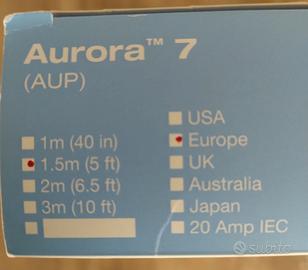 Aurora™ 7
(AUP)
1m (40 in)
1.5m (5 ft)
2m (6.5 ft)
3m (10 ft)
USA
Europe
UK
Australia
Japan
20 Amp IEC
subito